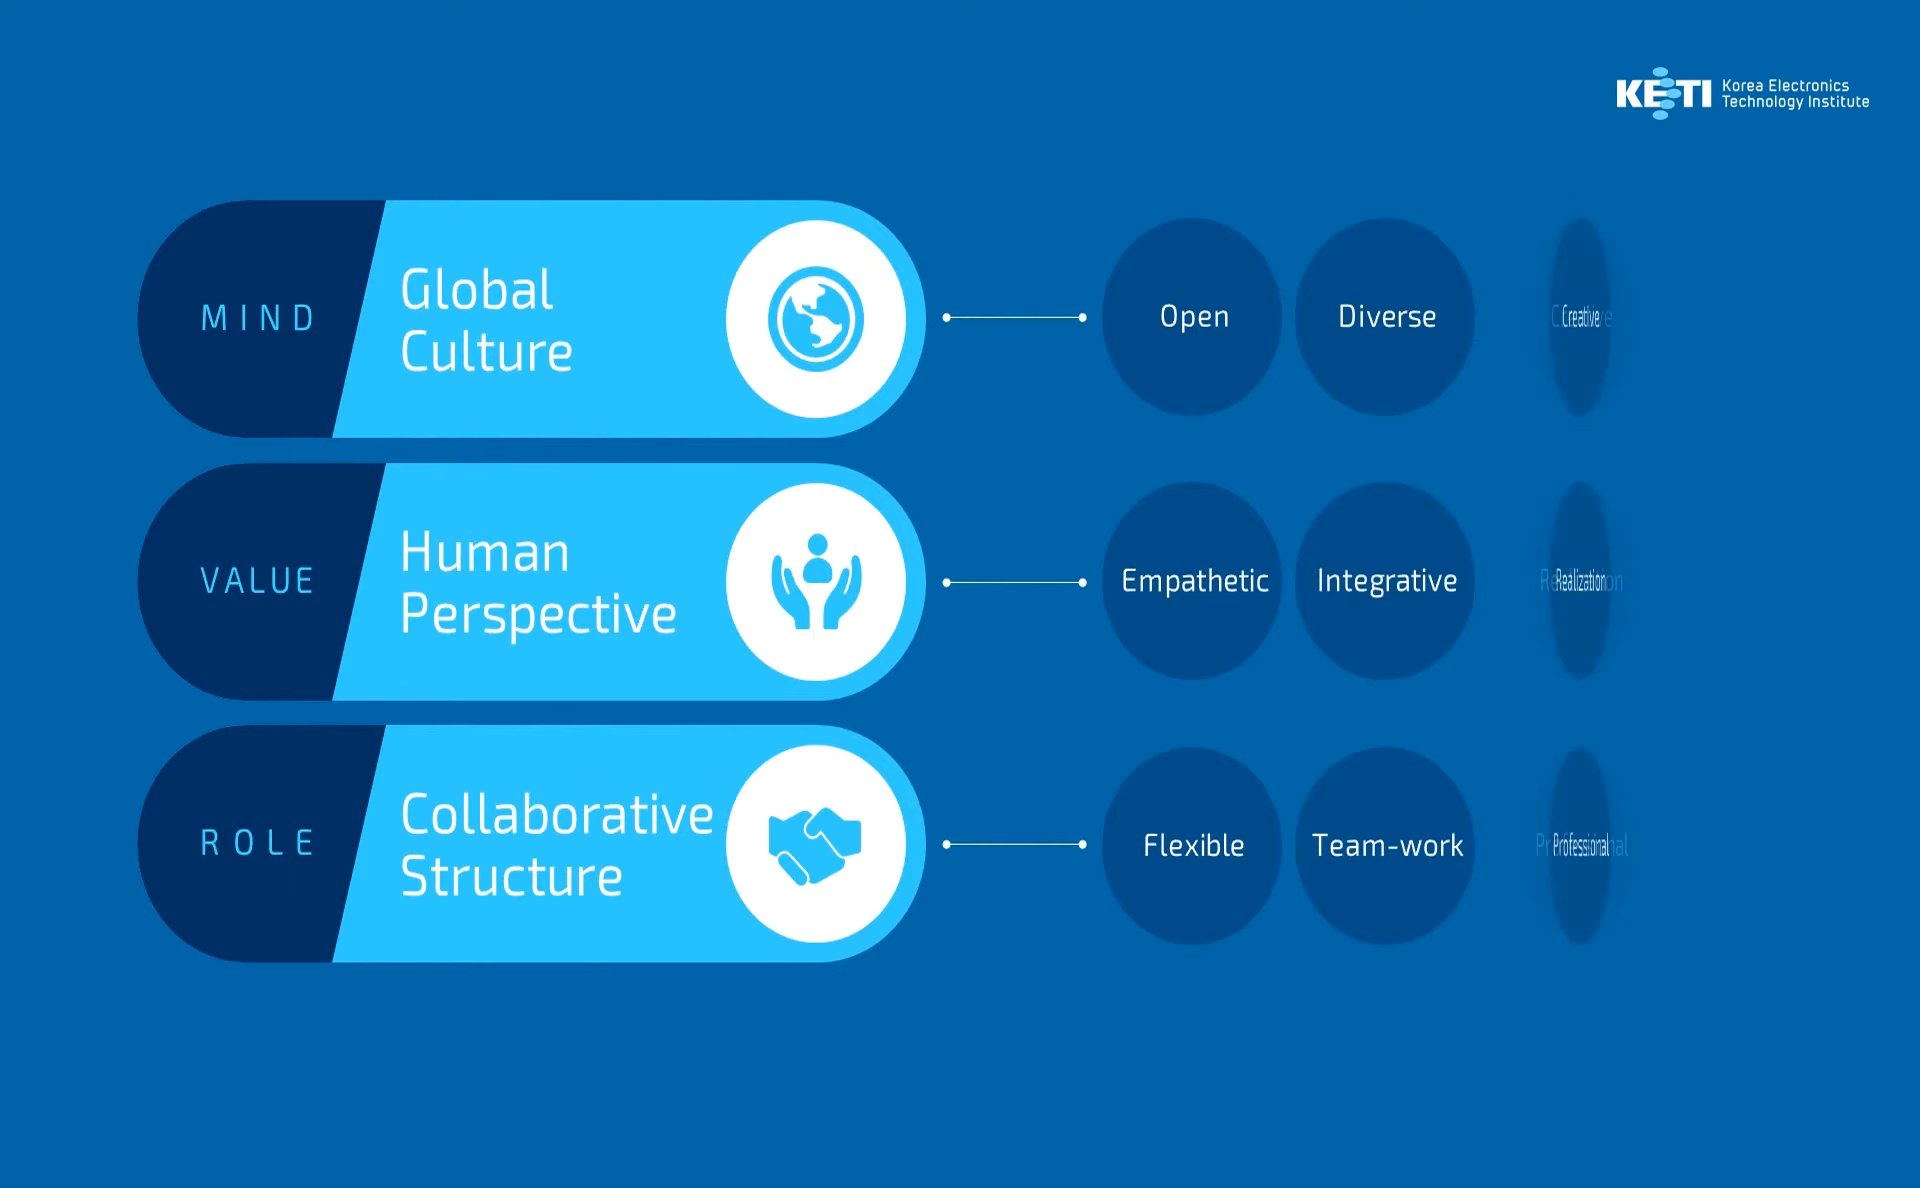 KETI
Korea Electronics
Technology Institute
MIND
Global
Culture
Open
Diverse
Creative
VALUE
Human
Perspective
Empathetic
Integrative
Realization
ROLE
Collaborative
Structure
Flexible
Team-work
Professional